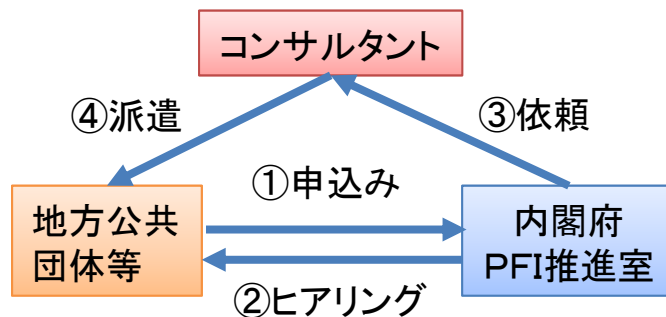 コンサルタント
④派遣
③依頼
①申込み
地方公共
団体等
内閣府
PFI推進室
②ヒアリング